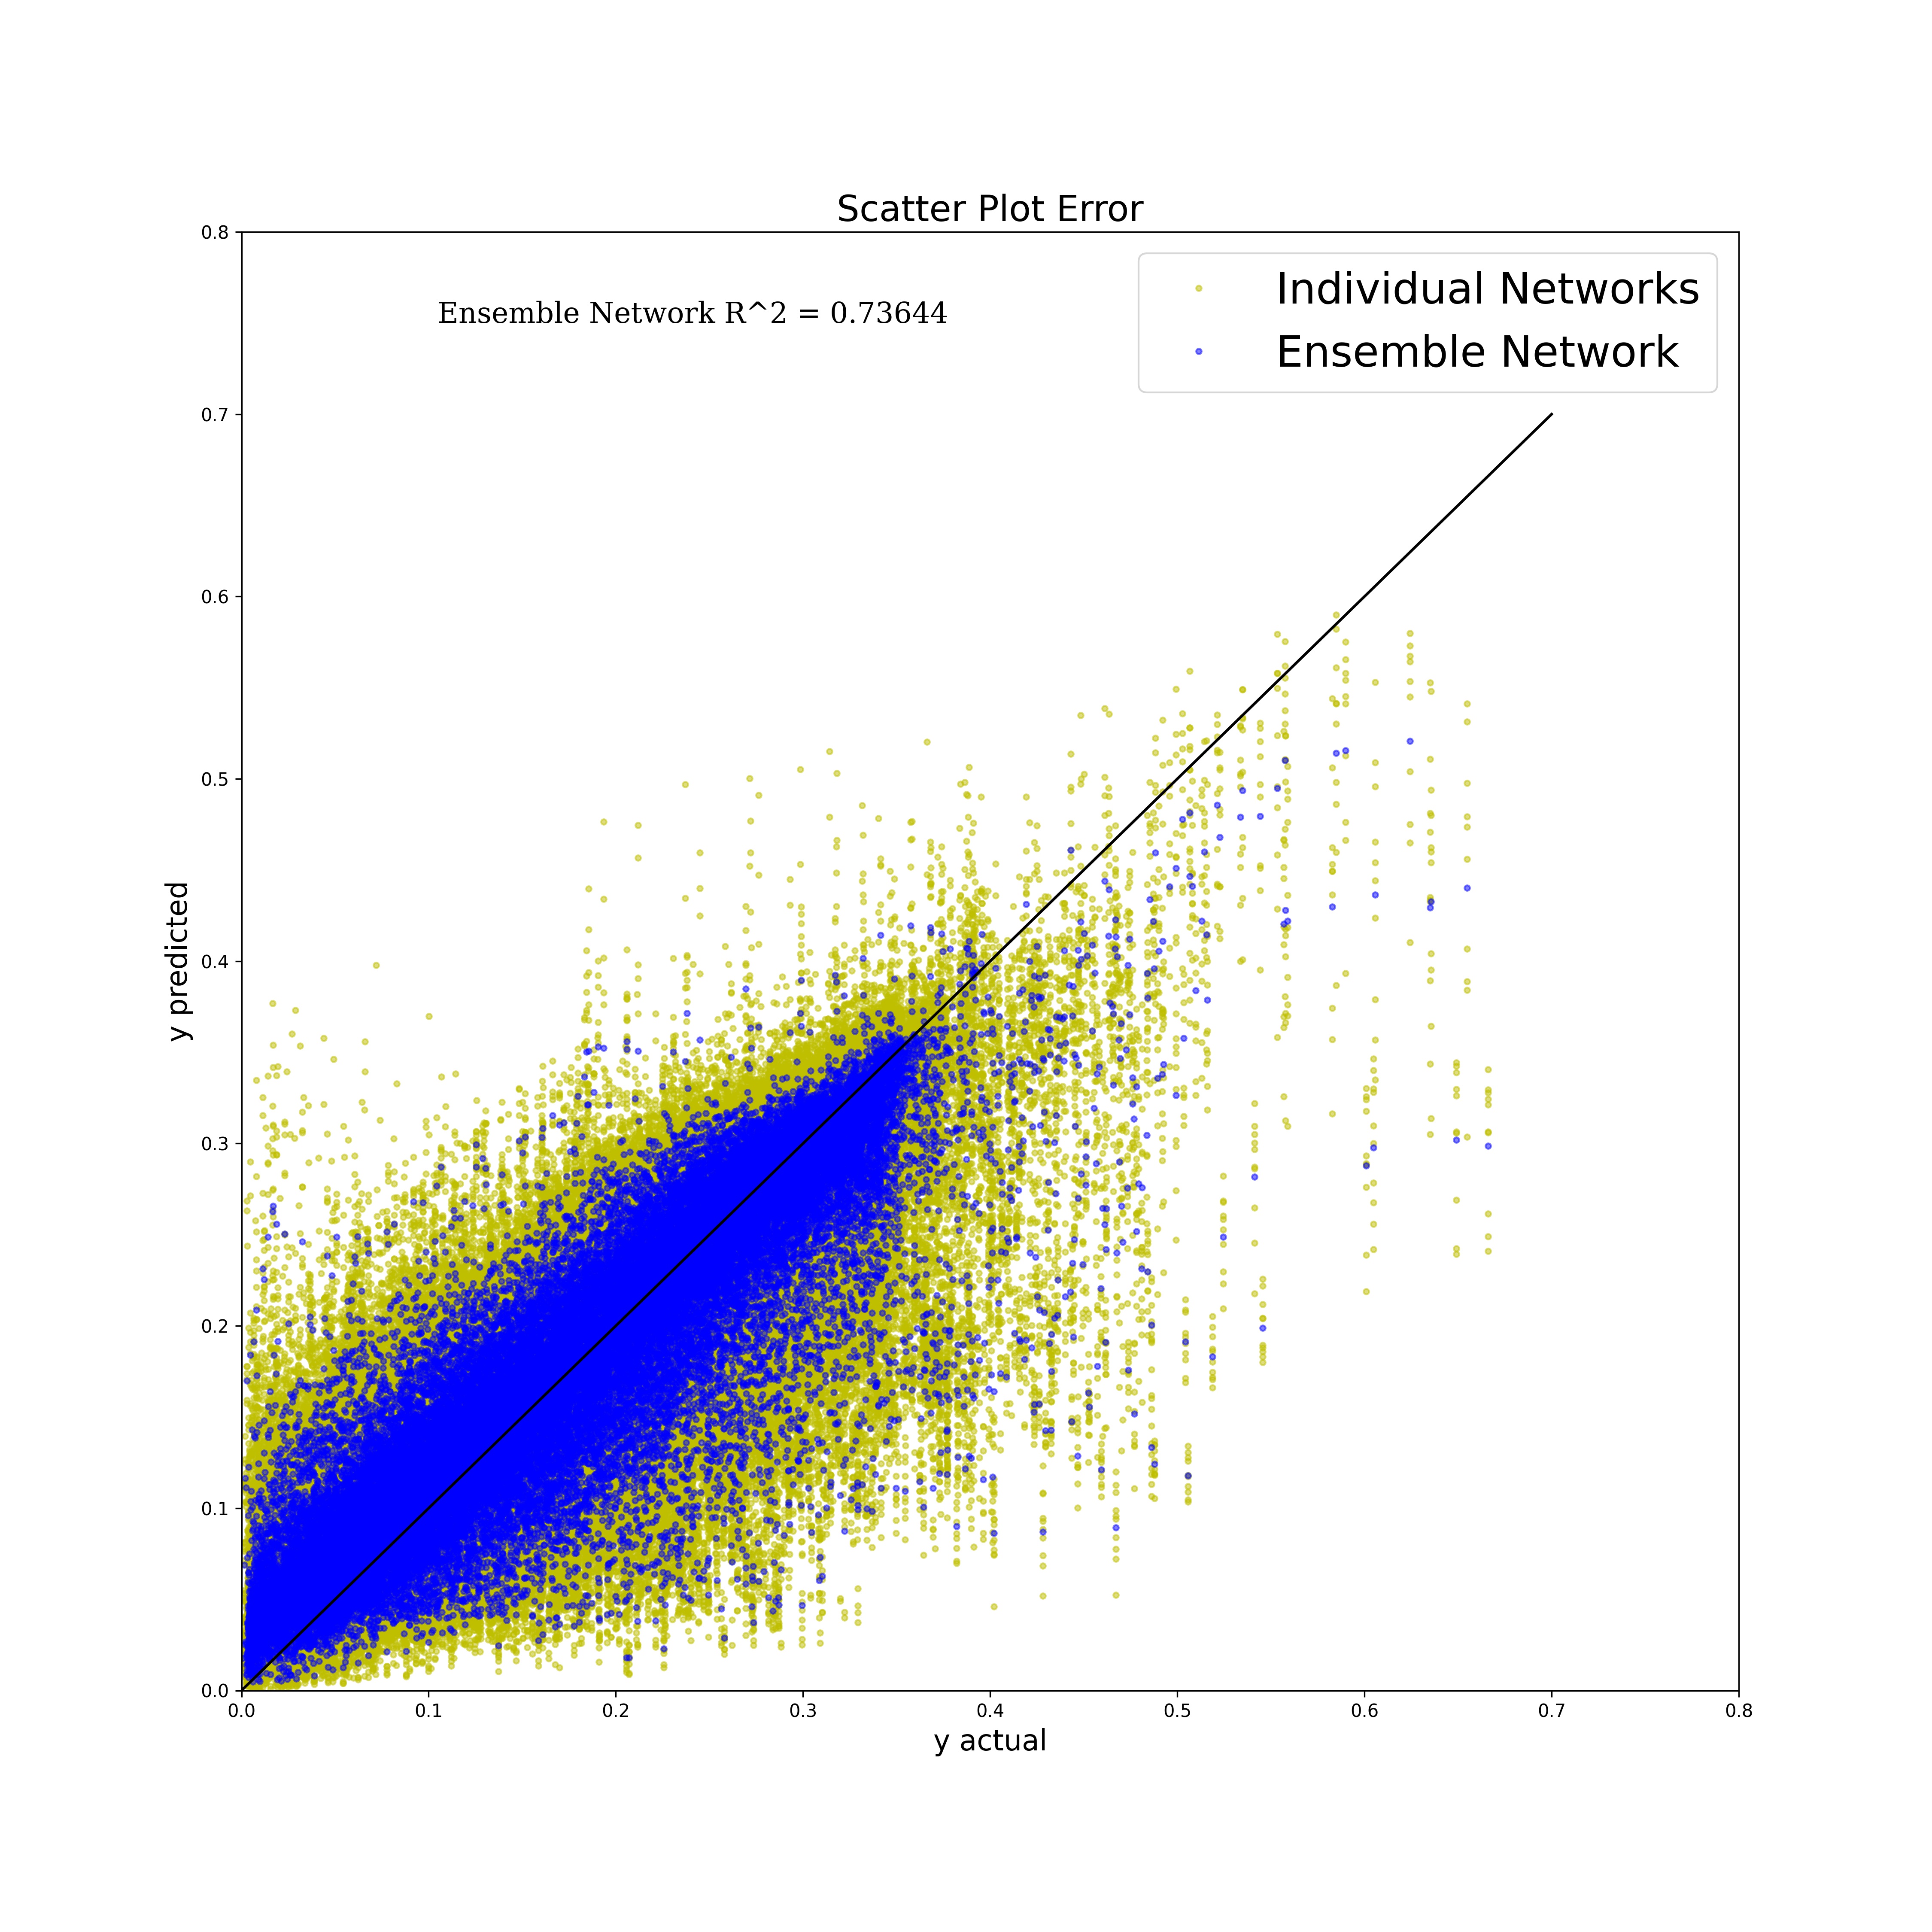 Scatter Plot Error
Ensemble Network R^2 = 0.73644
Individual Networks
Ensemble Network
y predicted
0.8
0.7
0.6
0.5
0.4
0.3
0.2
0.1
0.0
0.0 0.1 0.2 0.3 0.4 0.5 0.6 0.7 0.8
y actual